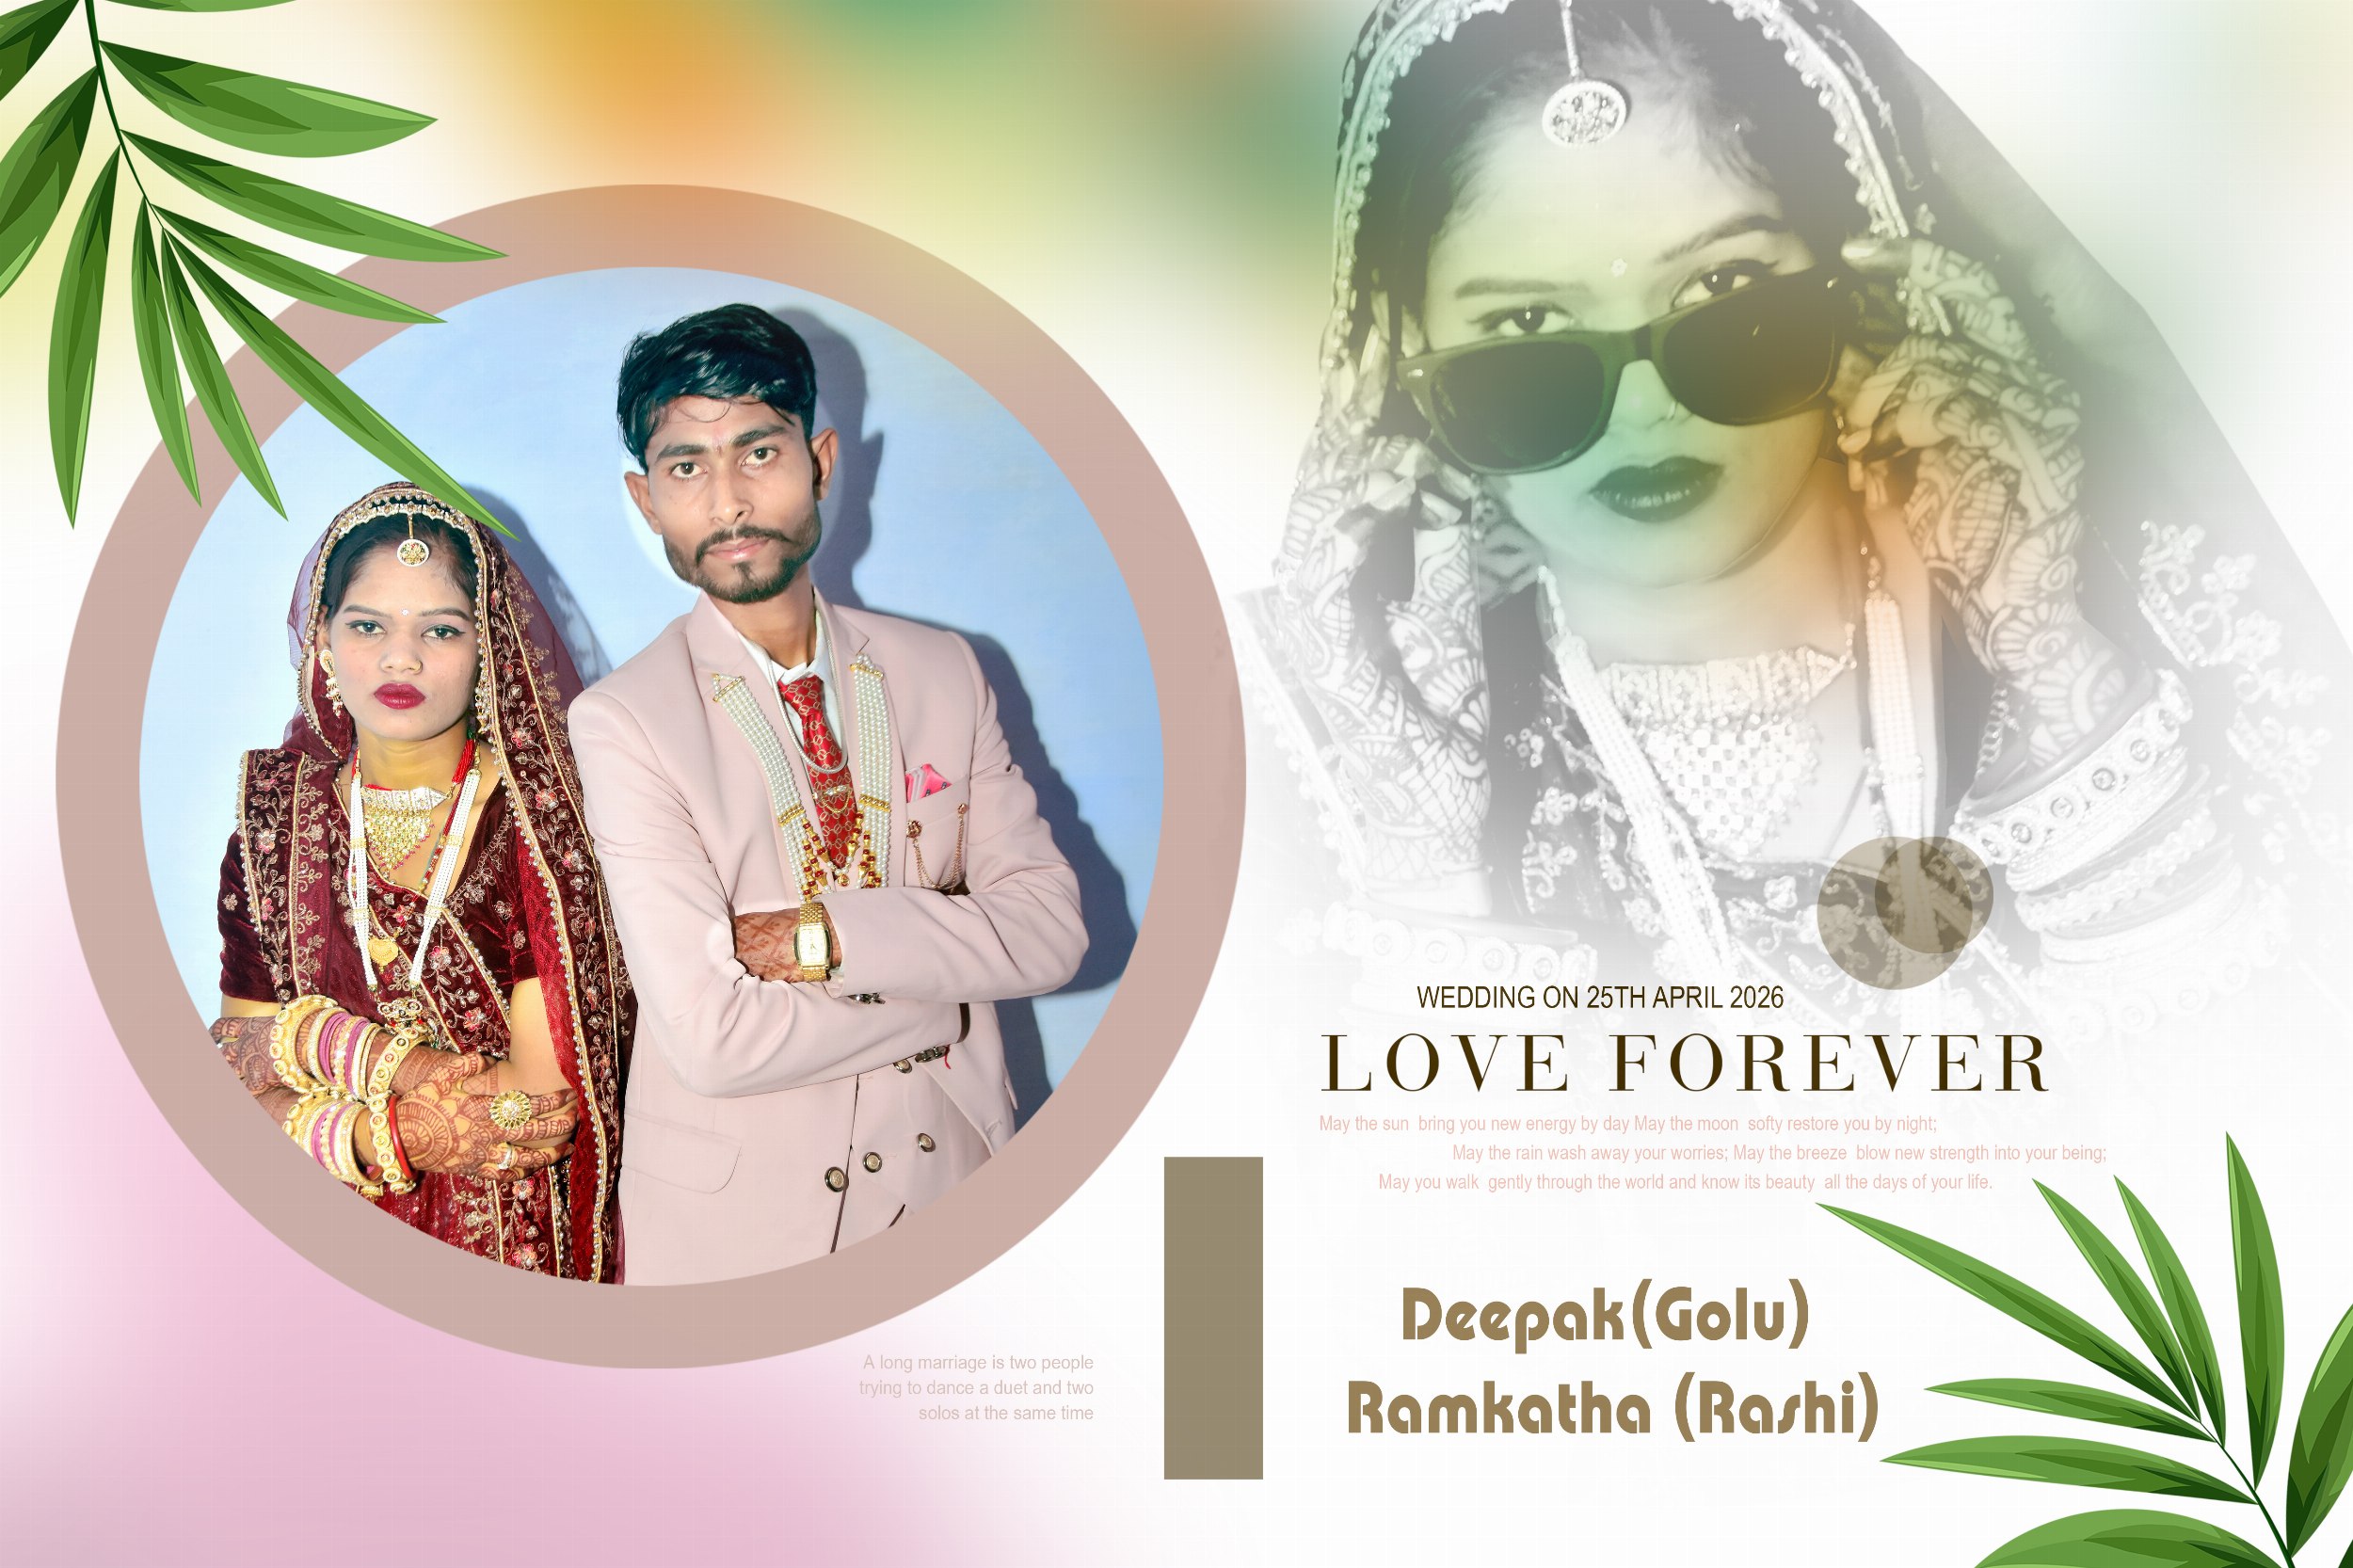 WEDDING ON 25TH APRIL 2026
LOVE FOREVER
May the sun bring you new energy by day May the moon softy restore you by night;
May the rain wash away your worries; May the breeze blow new strength into your being;
May you walk gently through the world and know its beauty all the days of your life.
Deepak(Golu)
Ramkatha (Rashi)
A long marriage is two people
trying to dance a duet and two
solos at the same time